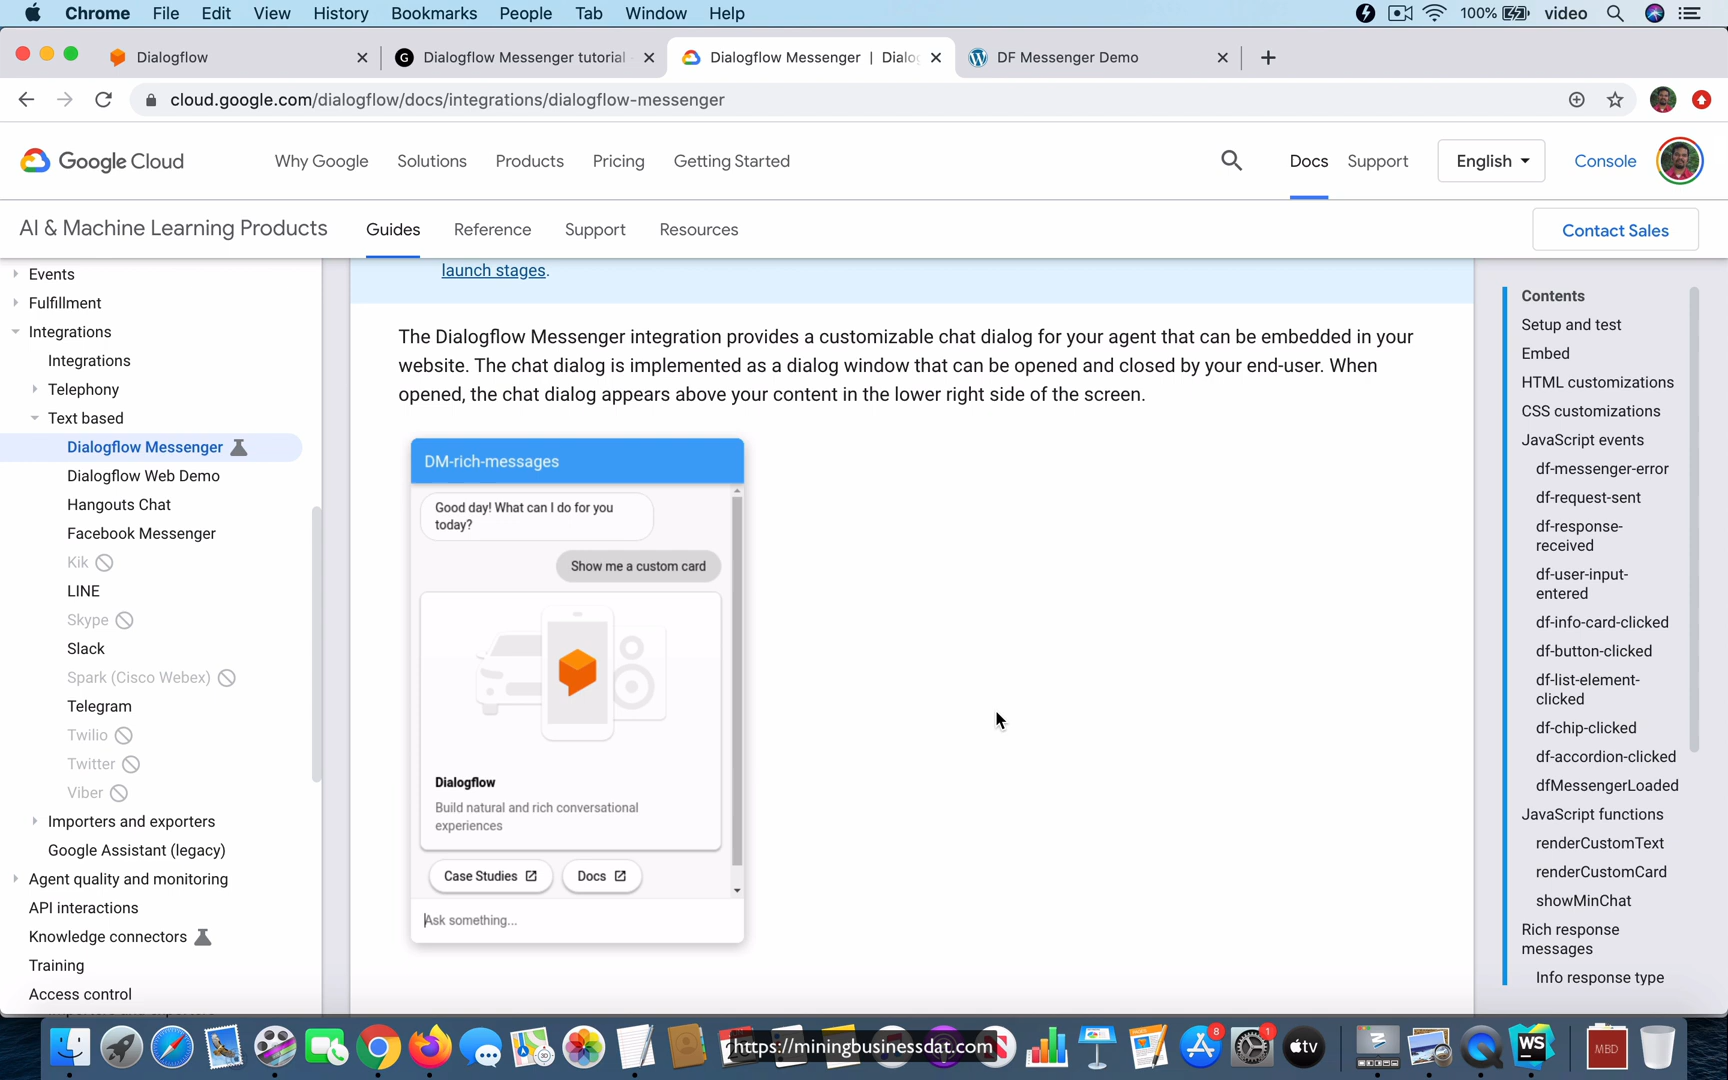 Chrome File Edit View History Bookmarks People Tab Window Help 100% video
Dialogflow
Dialogflow Messenger tutorial
Dialogflow Messenger | Dialo
DF Messenger Demo
cloud.google.com/dialogflow/docs/integrations/dialogflow-messenger
Google Cloud Why Google Solutions Products Pricing Getting Started Docs Support English Console
AI & Machine Learning Products Guides Reference Support Resources Contact Sales
Events
Fulfillment
Integrations
Integrations
Telephony
Text based
Dialogflow Messenger
Dialogflow Web Demo
Hangouts Chat
Facebook Messenger
Kik
LINE
Skype
Slack
Spark (Cisco Webex)
Telegram
Twilio
Twitter
Viber
Importers and exporters
Google Assistant (legacy)
Agent quality and monitoring
API interactions
Knowledge connectors
Training
Access control
launch stages.
The Dialogflow Messenger integration provides a customizable chat dialog for your agent that can be embedded in your
website. The chat dialog is implemented as a dialog window that can be opened and closed by your end-user. When
opened, the chat dialog appears above your content in the lower right side of the screen.
DM-rich-messages
Good day! What can I do for you
today?
Show me a custom card
Dialogflow
Build natural and rich conversational
experiences
Case Studies Docs
Ask something...
Contents
Setup and test
Embed
HTML customizations
CSS customizations
JavaScript events
df-messenger-error
df-request-sent
df-response-
received
df-user-input-
entered
df-info-card-clicked
df-button-clicked
df-list-element-
clicked
df-chip-clicked
df-accordion-clicked
dfMessengerLoaded
JavaScript functions
renderCustomText
renderCustomCard
showMinChat
Rich response
messages
Info response type
https://miningbusinessdat.com
8
1
tv
WS
MBD